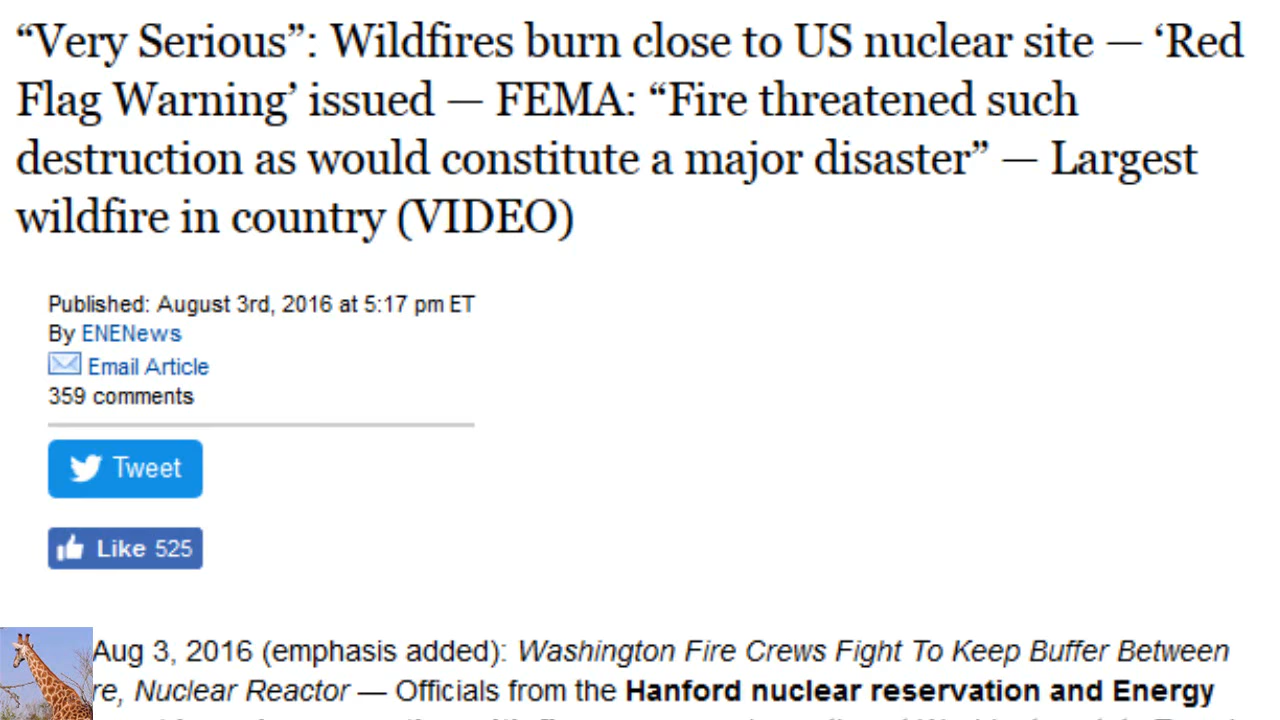 “Very Serious”: Wildfires burn close to US nuclear site — ‘Red
Flag Warning’ issued — FEMA: “Fire threatened such
destruction as would constitute a major disaster” — Largest
wildfire in country (VIDEO)
Published: August 3rd, 2016 at 5:17 pm ET
By ENENews
Email Article
359 comments
Tweet
Like 525
Aug 3, 2016 (emphasis added): Washington Fire Crews Fight To Keep Buffer Between
re, Nuclear Reactor — Officials from the Hanford nuclear reservation and Energy